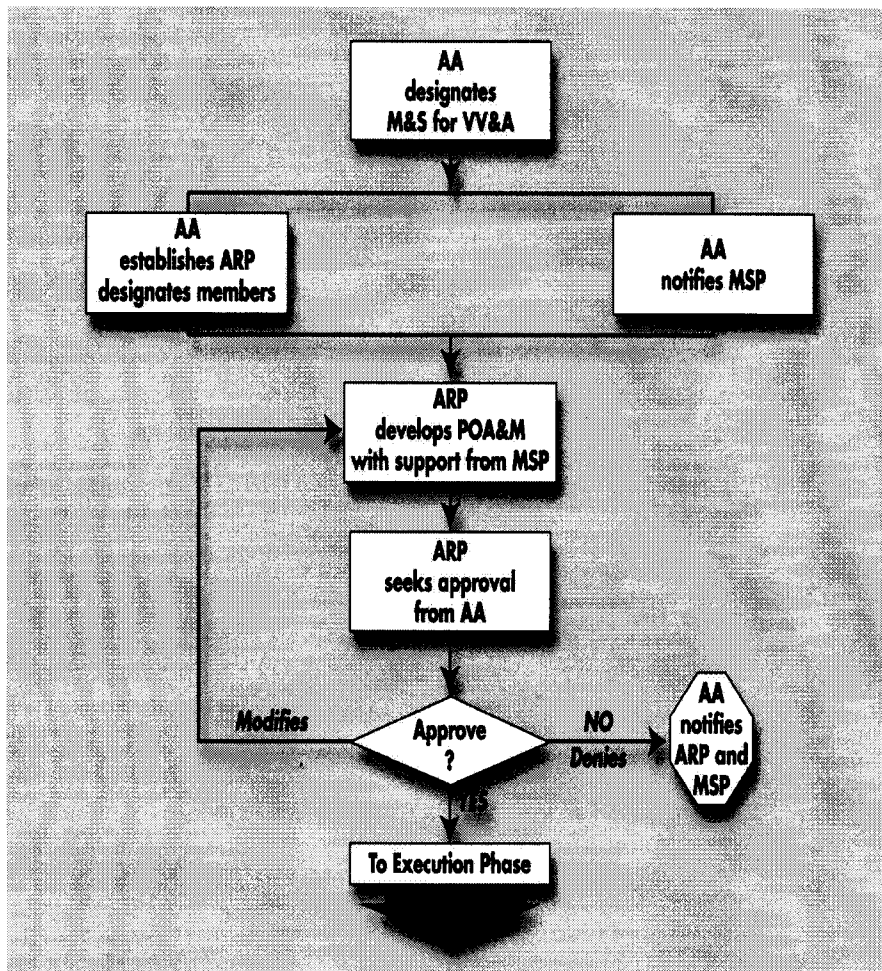 AA
designates
M&S for VV&A
AA
establishes ARP
designates members
AA
notifies MSP
ARP
develops POA&M
with support from MSP
ARP
seeks approval
from AA
Modifies
Approve
?
NO
Denies
AA
notifies
ARP and
MSP
YES
To Execution Phase